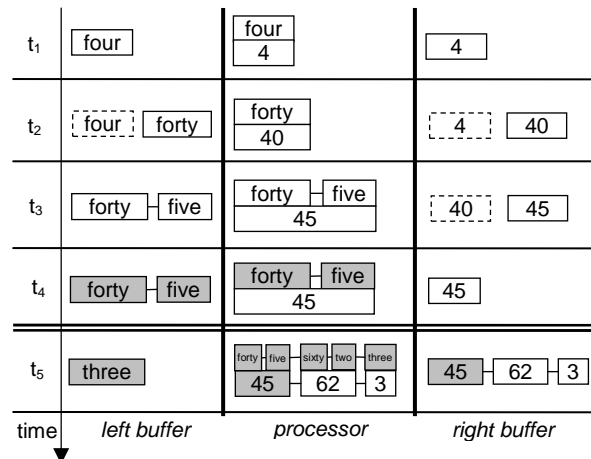 t1 four four 4 4
t2 four forty forty 40 4 40
t3 forty five forty five 45 40 45
t4 forty five forty five 45 45
t5 three forty five sixty two three 45 62 3 45 62 3
time left buffer processor right buffer